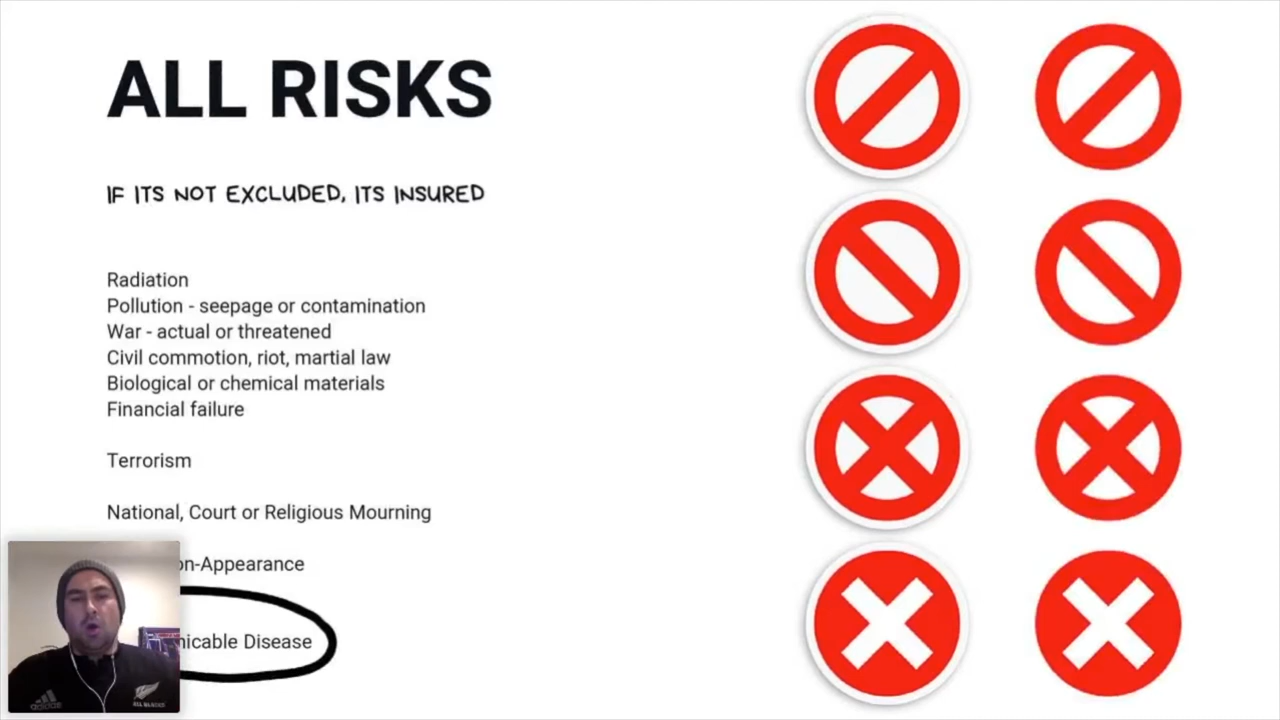 ALL RISKS
IF ITS NOT EXCLUDED, ITS INSURED
Radiation
Pollution - seepage or contamination
War - actual or threatened
Civil commotion, riot, martial law
Biological or chemical materials
Financial failure
Terrorism
National, Court or Religious Mourning
on-Appearance
nicable Disease
ALL BLACKS